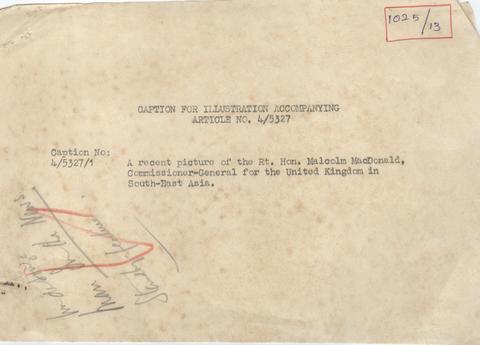 1025/13
CAPTION FOR ILLUSTRATION ACCOMPANYING
ARTICLE NO. 4/5327
Caption No:
4/5327/1
A recent picture of the Rt. Hon. Malcolm MacDonald,
Commissioner-General for the United Kingdom in
South-East Asia.